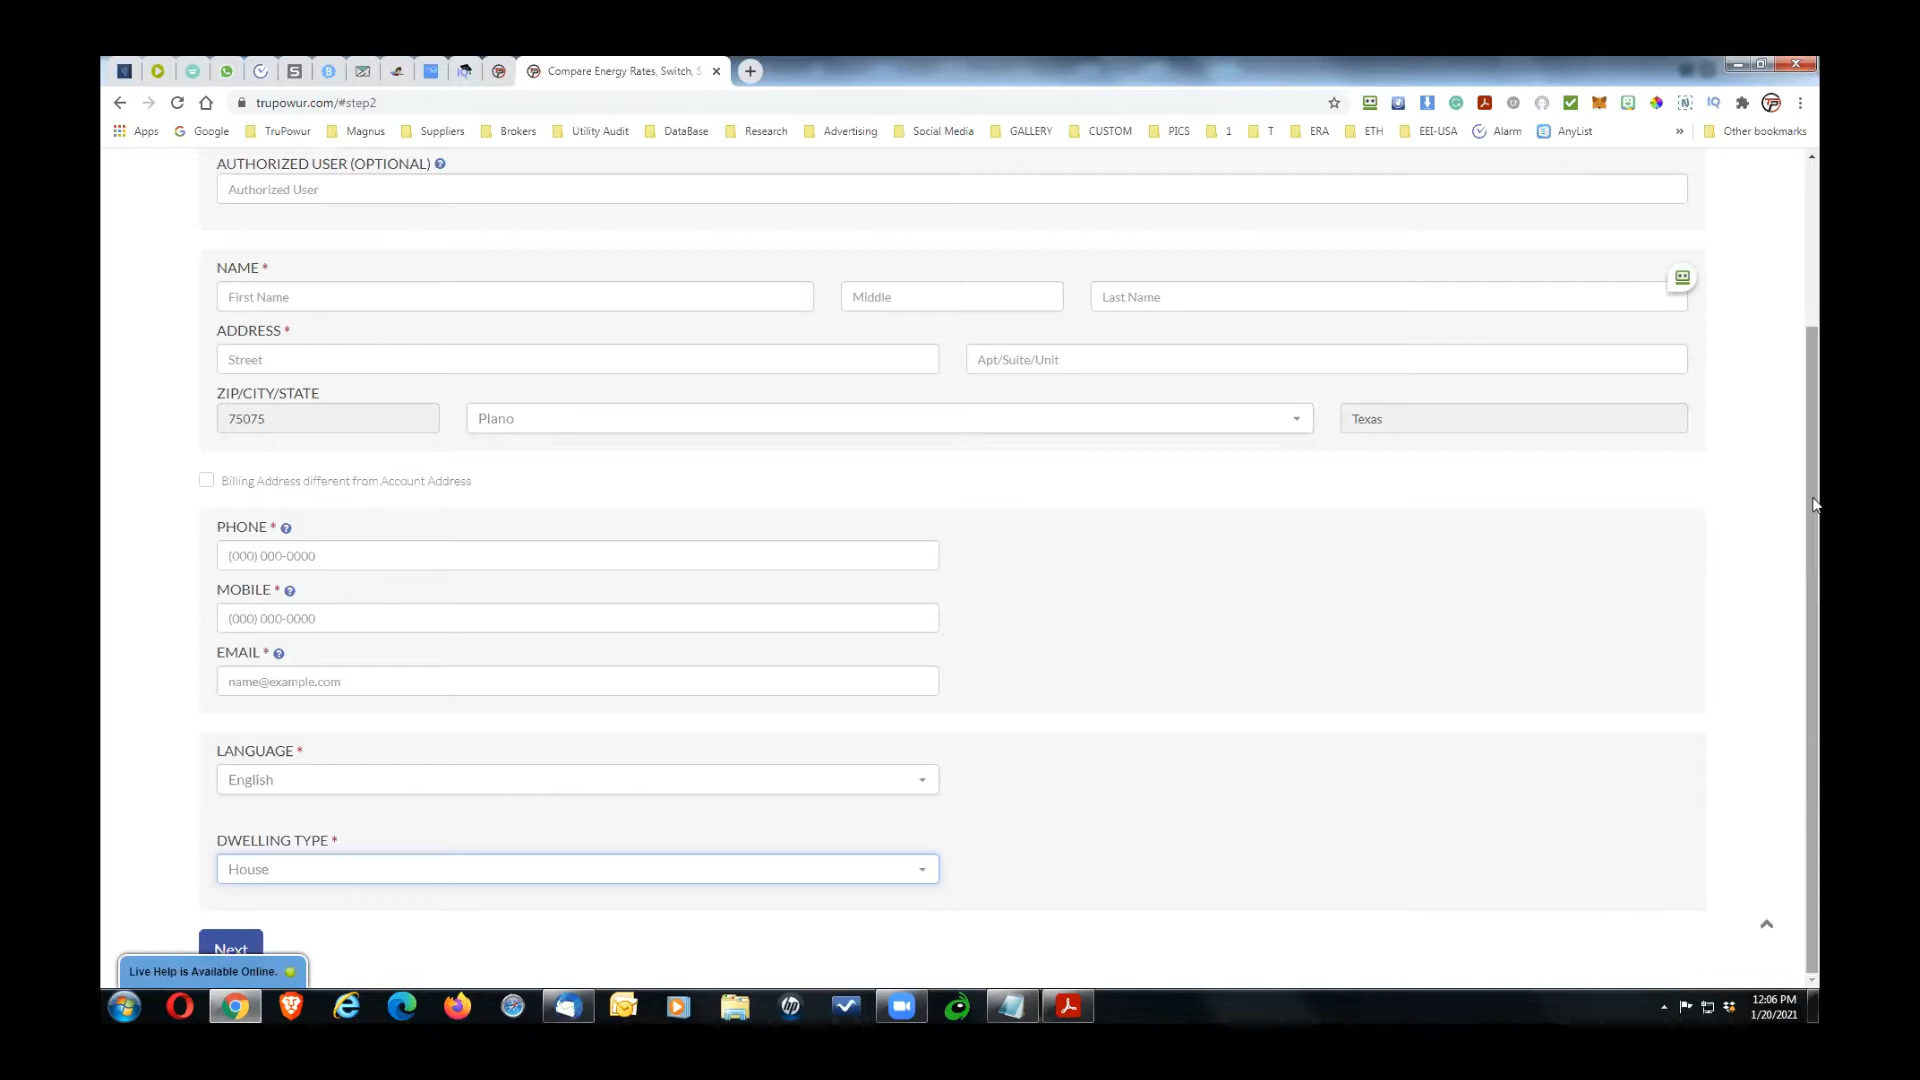 Compare Energy Rates, Switch, S
trupowur.com/#step2
Apps Google TruPowur Magnus Suppliers Brokers Utility Audit DataBase Research Advertising Social Media GALLERY CUSTOM PICS 1 T ERA ETH EEI-USA Alarm AnyList » Other bookmarks
AUTHORIZED USER (OPTIONAL)
Authorized User
NAME *
First Name Middle Last Name
ADDRESS *
Street Apt/Suite/Unit
ZIP/CITY/STATE
75075 Plano Texas
Billing Address different from Account Address
PHONE *
(000) 000-0000
MOBILE *
(000) 000-0000
EMAIL *
name@example.com
LANGUAGE *
English
DWELLING TYPE *
House
Next
Live Help is Available Online.
12:06 PM
1/20/2021